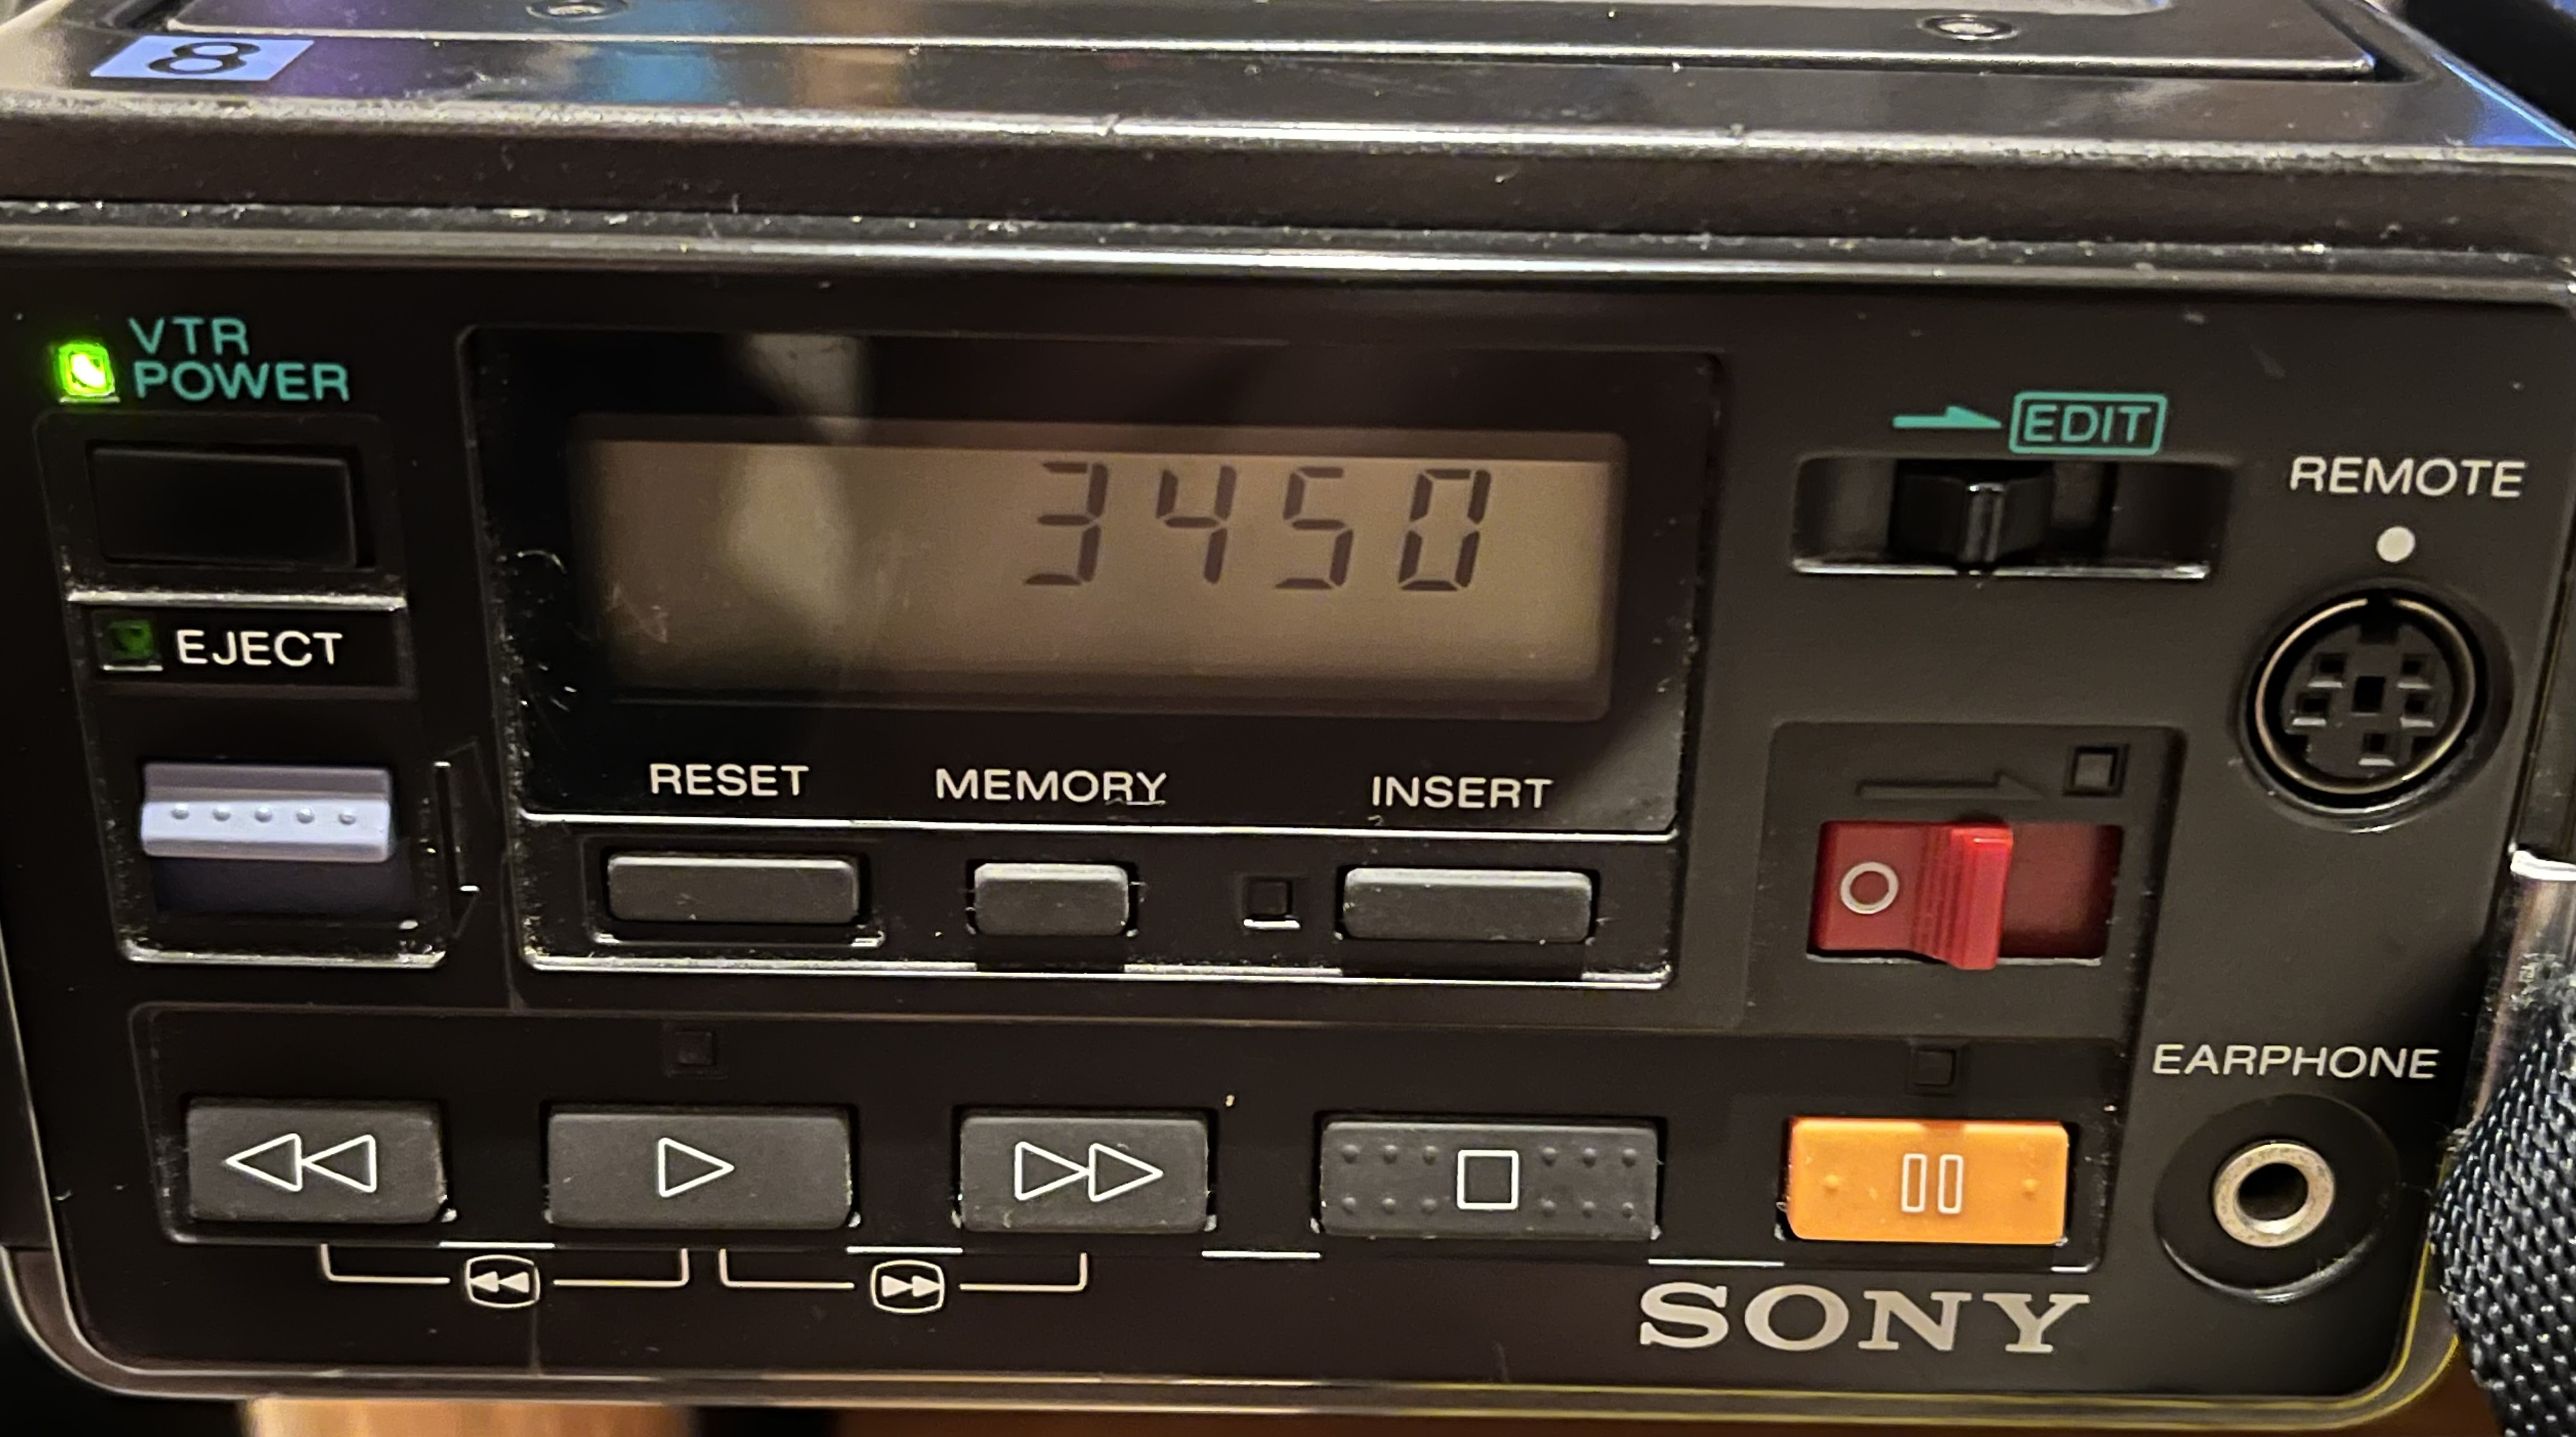 8
VTR
POWER
3450
EDIT
REMOTE
EJECT
RESET MEMORY INSERT
EARPHONE
SONY